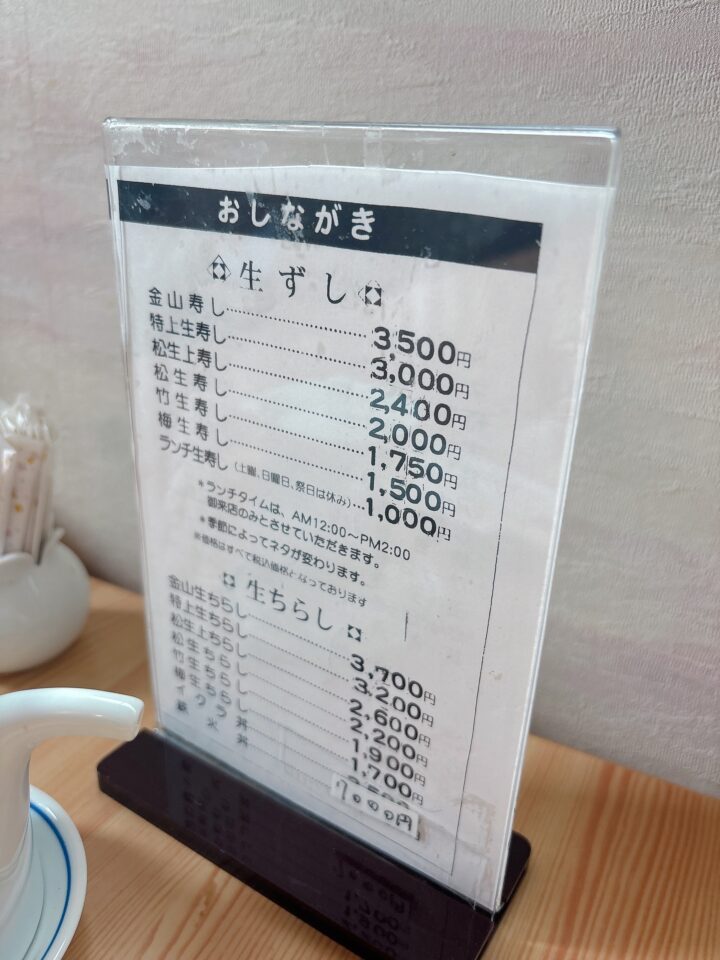 おしながき
生ずし
金山寿し 3,500円
特上生寿し 3,000円
松生上寿し 2,400円
松生寿し 2,000円
竹生寿し 1,750円
梅生寿し 1,500円
ランチ生寿し (土曜、日曜日、祭日は休み) 1,000円
*ランチタイムは、AM12:00〜PM2:00
御来店のみとさせていただきます。
*季節によってネタが変わります。
※価格はすべて税込価格となっております
生ちらし
金山生ちらし 3,700円
特上生ちらし 3,200円
松生上ちらし 2,600円
松生ちらし 2,200円
竹生ちらし 1,900円
梅生ちらし 1,700円
イクラ丼
鉄火丼